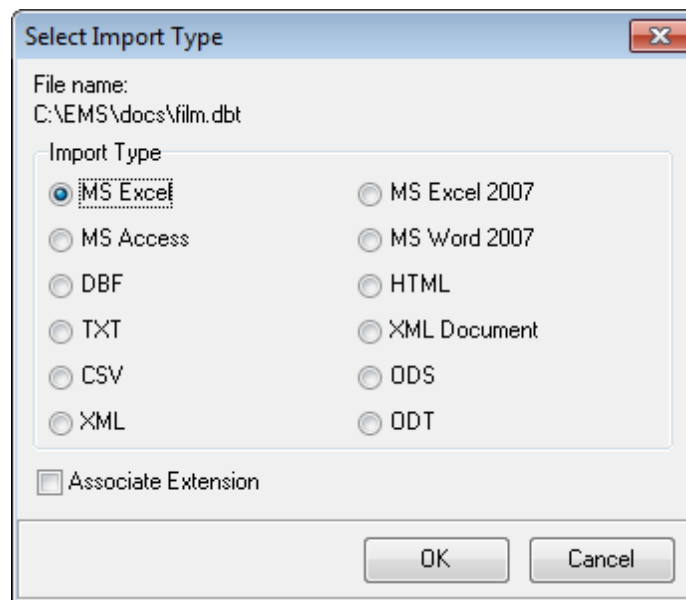 Select Import Type
File name:
C:\EMS\docs\film.dbt
Import Type
MS Excel
MS Excel 2007
MS Access
MS Word 2007
DBF
HTML
TXT
XML Document
CSV
ODS
XML
ODT
Associate Extension
OK
Cancel